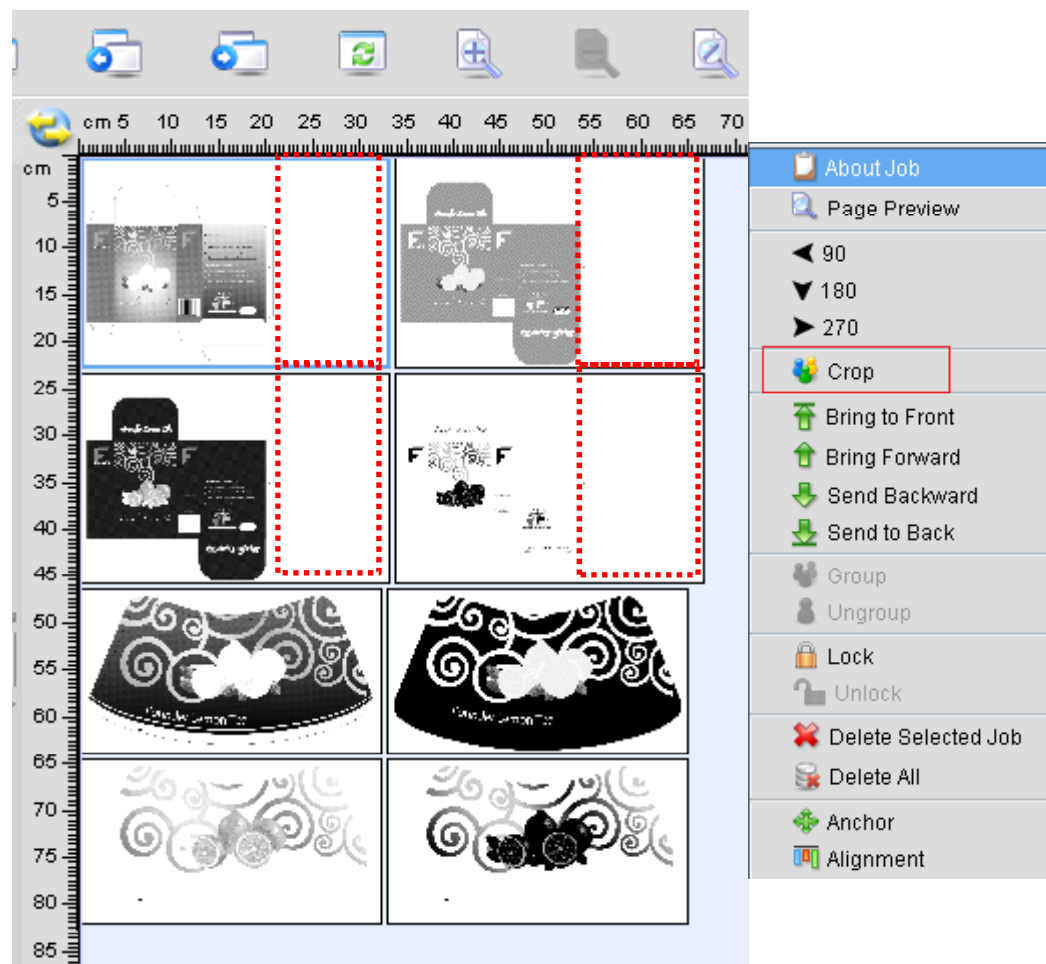 cm 5 10 15 20 25 30 35 40 45 50 55 60 65 70
cm
5
10
15
20
25
30
35
40
45
50
55
60
65
70
75
80
85
E F
E F
E F
F F
About Job
Page Preview
90
180
270
Crop
Bring to Front
Bring Forward
Send Backward
Send to Back
Group
Ungroup
Lock
Unlock
Delete Selected Job
Delete All
Anchor
Alignment